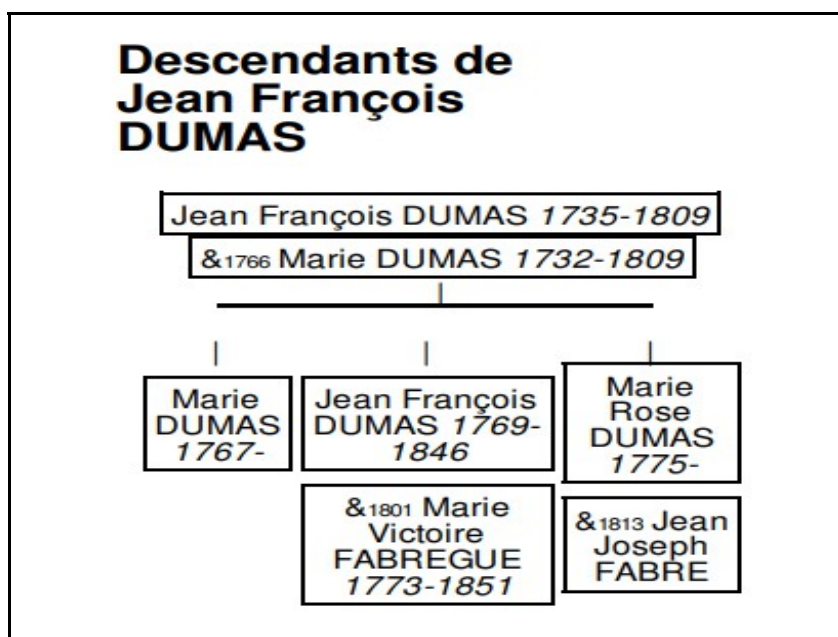 Descendants de
Jean François
DUMAS
Jean François DUMAS 1735-1809
&1766 Marie DUMAS 1732-1809
Marie
DUMAS
1767-
Jean François
DUMAS 1769-
1846
Marie
Rose
DUMAS
1775-
&1801 Marie
Victoire
FABREGUE
1773-1851
&1813 Jean
Joseph
FABRE